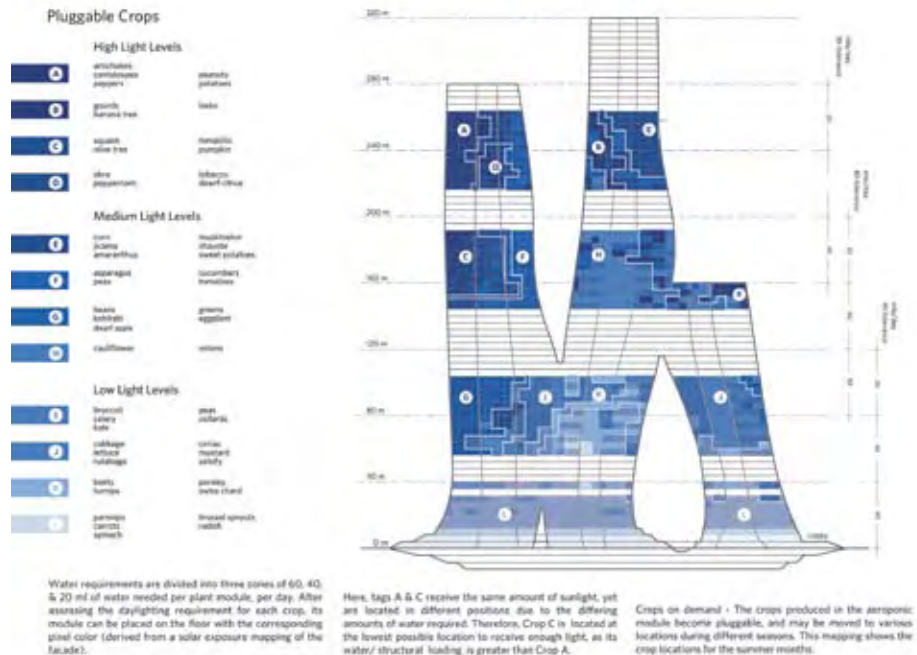 Pluggable Crops
High Light Levels
A
artichokes
cantaloupes
peppers
peanuts
potatoes
B
gourds
banana tree
leeks
C
squash
olive tree
tomatillo
pumpkin
D
okra
peppermint
tobacco
dwarf citrus
Medium Light Levels
E
corn
jicama
amaranthus
muskmelon
chayote
sweet potatoes
F
asparagus
peas
cucumbers
tomatoes
G
beans
kohlrabi
dwarf apple
greens
eggplant
H
cauliflower
onions
Low Light Levels
I
broccoli
celery
kale
peas
collards
J
cabbage
lettuce
rutabaga
mustard
salsify
beets
turnips
parsley
swiss chard
parsnips
carrots
spinach
brussel sprouts
radish
320 m
280 m
240 m
200 m
160 m
120 m
80 m
0 m
A
E
B
C
F
H
J
L
L
Water requirements are divided into three zones of 60, 40,
& 20 ml of water needed per plant module, per day. After
assessing the daylighting requirement for each crop, its
module can be placed on the floor with the corresponding
pixel color (derived from a solar exposure mapping of the
facade).
Here, tags A & C receive the same amount of sunlight, yet
are located in different positions due to the differing
amounts of water required. Therefore, Crop C is located at
the lowest possible location to receive enough light, as its
water/ structural loading is greater than Crop A.
Crops on demand - The crops produced in the aeroponic
module become pluggable, and may be moved to various
locations during different seasons. This mapping shows the
crop locations for the summer months.